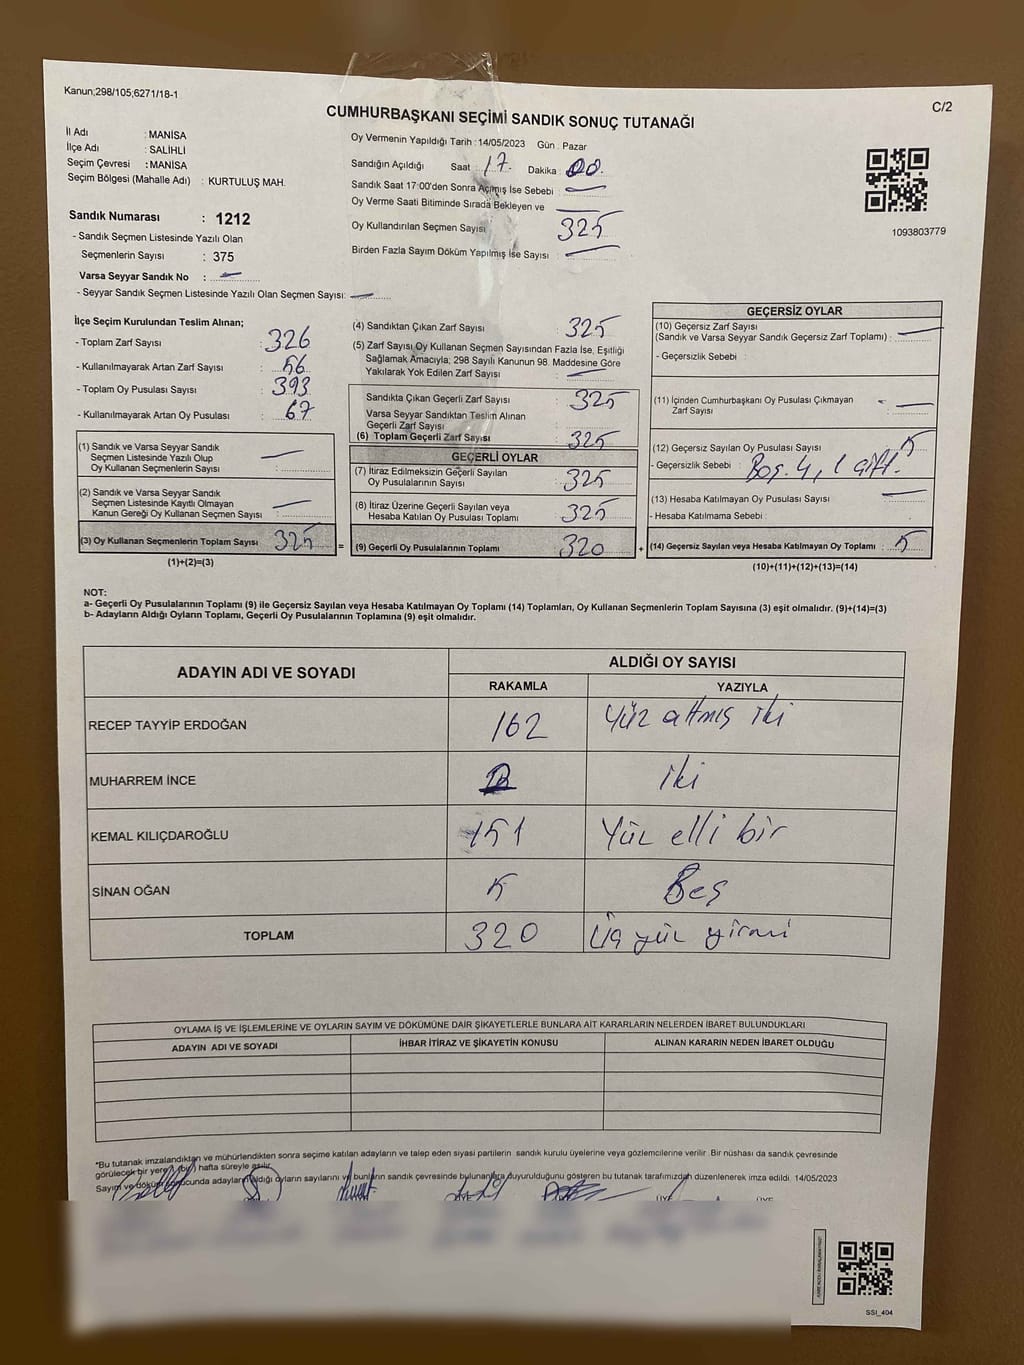 Kanun;298/105;6271/18-1
C/2
CUMHURBAŞKANI SEÇİMİ SANDIK SONUÇ TUTANAĞI
İl Adı : MANİSA
İlçe Adı : SALİHLİ
Seçim Çevresi : MANİSA
Seçim Bölgesi (Mahalle Adı) : KURTULUŞ MAH.
Sandık Numarası : 1212
- Sandık Seçmen Listesinde Yazılı Olan
Seçmenlerin Sayısı : 375
Varsa Seyyar Sandık No : —
- Seyyar Sandık Seçmen Listesinde Yazılı Olan Seçmen Sayısı: —
Oy Vermenin Yapıldığı Tarih : 14/05/2023 Gün : Pazar
Sandığın Açıldığı Saat : 17. Dakika : 00.
Sandık Saat 17:00'den Sonra Açılmış İse Sebebi : —
Oy Verme Saati Bitiminde Sırada Bekleyen ve —
Oy Kullandırılan Seçmen Sayısı : 325
Birden Fazla Sayım Döküm Yapılmış İse Sayısı : —
1093803779
İlçe Seçim Kurulundan Teslim Alınan;
- Toplam Zarf Sayısı : 326
- Kullanılmayarak Artan Zarf Sayısı : 56
- Toplam Oy Pusulası Sayısı : 393
- Kullanılmayarak Artan Oy Pusulası : 67
(1) Sandık ve Varsa Seyyar Sandık
Seçmen Listesinde Yazılı Olup
Oy Kullanan Seçmenlerin Sayısı : —
(2) Sandık ve Varsa Seyyar Sandık
Seçmen Listesinde Kayıtlı Olmayan
Kanun Gereği Oy Kullanan Seçmen Sayısı : —
(3) Oy Kullanan Seçmenlerin Toplam Sayısı : 325 =
(1)+(2)=(3)
(4) Sandıktan Çıkan Zarf Sayısı : 325
(5) Zarf Sayısı Oy Kullanan Seçmen Sayısından Fazla İse, Eşitliği
Sağlamak Amacıyla; 298 Sayılı Kanunun 98. Maddesine Göre
Yakılarak Yok Edilen Zarf Sayısı : —
Sandıkta Çıkan Geçerli Zarf Sayısı : 325
Varsa Seyyar Sandıktan Teslim Alınan
Geçerli Zarf Sayısı :
(6) Toplam Geçerli Zarf Sayısı : 325
GEÇERLİ OYLAR
(7) İtiraz Edilmeksizin Geçerli Sayılan
Oy Pusulalarının Sayısı : 325
(8) İtiraz Üzerine Geçerli Sayılan veya
Hesaba Katılan Oy Pusulası Toplamı : 325
(9) Geçerli Oy Pusulalarının Toplamı : 320 +
GEÇERSİZ OYLAR
(10) Geçersiz Zarf Sayısı
(Sandık ve Varsa Seyyar Sandık Geçersiz Zarf Toplamı) : —
- Geçersizlik Sebebi :
(11) İçinden Cumhurbaşkanı Oy Pusulası Çıkmayan : —
Zarf Sayısı
(12) Geçersiz Sayılan Oy Pusulası Sayısı : 5
- Geçersizlik Sebebi : Boş. 4, 1 çift.
(13) Hesaba Katılmayan Oy Pusulası Sayısı : —
- Hesaba Katılmama Sebebi :
(14) Geçersiz Sayılan veya Hesaba Katılmayan Oy Toplamı : 5
(10)+(11)+(12)+(13)=(14)
NOT:
a- Geçerli Oy Pusulalarının Toplamı (9) ile Geçersiz Sayılan veya Hesaba Katılmayan Oy Toplamı (14) Toplamları, Oy Kullanan Seçmenlerin Toplam Sayısına (3) eşit olmalıdır. (9)+(14)=(3)
b- Adayların Aldığı Oyların Toplamı, Geçerli Oy Pusulalarının Toplamına (9) eşit olmalıdır.
ADAYIN ADI VE SOYADI ALDIĞI OY SAYISI
RAKAMLA YAZIYLA
RECEP TAYYİP ERDOĞAN 162 Yüz altmış iki
MUHARREM İNCE 2 iki
KEMAL KILIÇDAROĞLU 151 Yüz elli bir
SİNAN OĞAN 5 Beş
TOPLAM 320 Üç yüz yirmi
OYLAMA İŞ VE İŞLEMLERİNE VE OYLARIN SAYIM VE DÖKÜMÜNE DAİR ŞİKAYETLERLE BUNLARA AİT KARARLARIN NELERDEN İBARET BULUNDUKLARI
ADAYIN ADI VE SOYADI İHBAR İTİRAZ VE ŞİKAYETİN KONUSU ALINAN KARARIN NEDEN İBARET OLDUĞU
"Bu tutanak imzalandıktan ve mühürlendikten sonra seçime katılan adayların ve talep eden siyasi partilerin sandık kurulu üyelerine veya gözlemcilerine verilir. Bir nüshası da sandık çevresinde
görülecek bir yere 1 (bir) hafta süreyle asılır.
Sayım ve döküm sonucunda adayların aldığı oyların sayılarını ve bunların sandık çevresinde bulunanlara duyurulduğunu gösteren bu tutanak tarafımızdan düzenlenerek imza edildi. 14/05/2023
ÜYE ÜYE
SSI_404